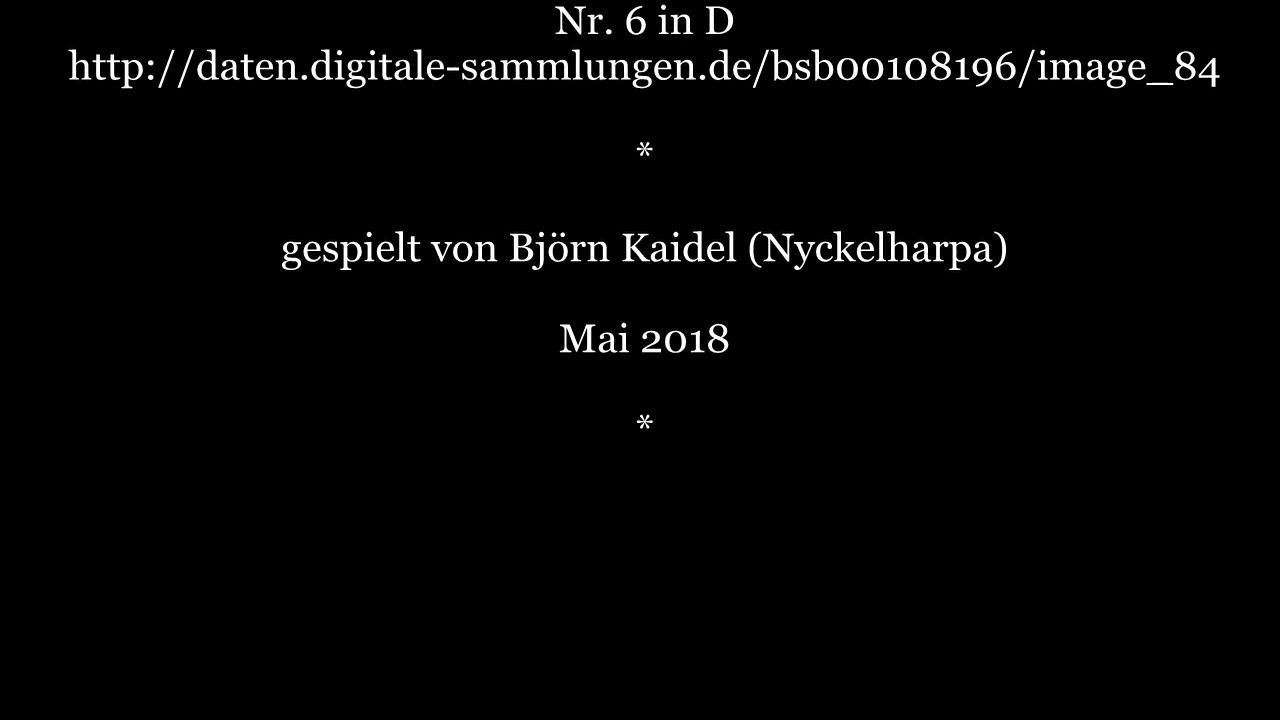 Nr. 6 in D
http://daten.digitale-sammlungen.de/bsb00108196/image_84
*
gespielt von Björn Kaidel (Nyckelharpa)
Mai 2018
*